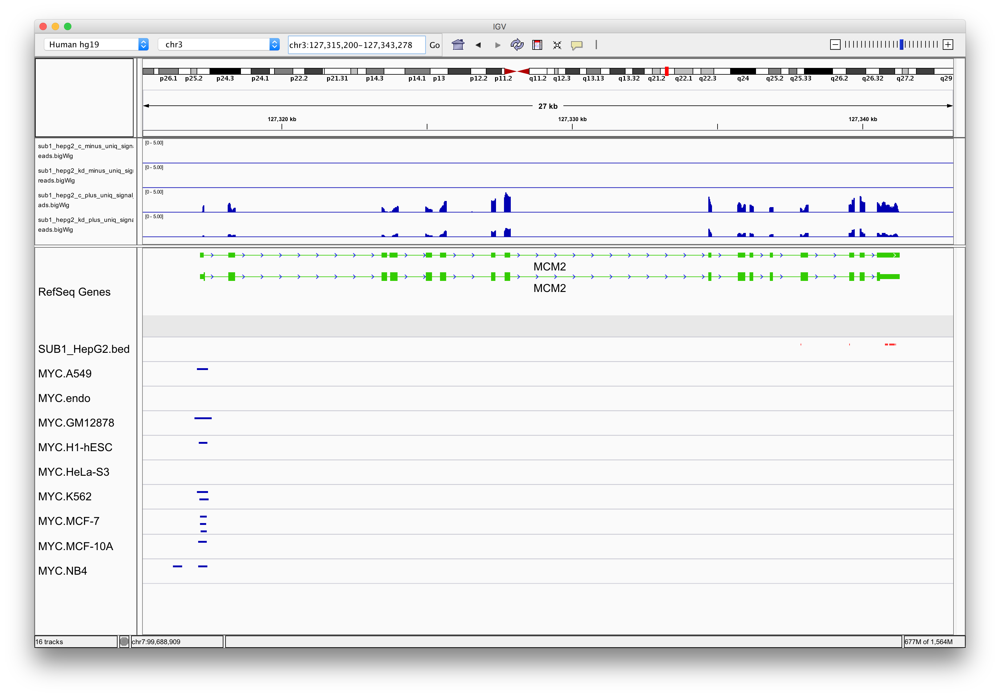 IGV
Human hg19 chr3 chr3:127,315,200-127,343,278 Go
p26.1 p25.2 p24.3 p24.1 p22.2 p21.31 p14.3 p14.1 p13 p12.2 p11.2 q11.2 q12.3 q13.13 q13.32 q21.2 q22.1 q22.3 q24 q25.2 q25.33 q26.2 q26.32 q27.2 q29
27 kb
127,320 kb 127,330 kb 127,340 kb
[0 - 5.00]
sub1_hepg2_c_minus_uniq_signa
eads.bigWig
[0 - 5.00]
sub1_hepg2_kd_minus_uniq_sig
reads.bigWig
[0 - 5.00]
sub1_hepg2_c_plus_uniq_signal_
ads.bigWig
[0 - 5.00]
sub1_hepg2_kd_plus_uniq_signa
eads.bigWig
MCM2
MCM2
RefSeq Genes
SUB1_HepG2.bed
MYC.A549
MYC.endo
MYC.GM12878
MYC.H1-hESC
MYC.HeLa-S3
MYC.K562
MYC.MCF-7
MYC.MCF-10A
MYC.NB4
16 tracks chr7:99,688,909 677M of 1,564M